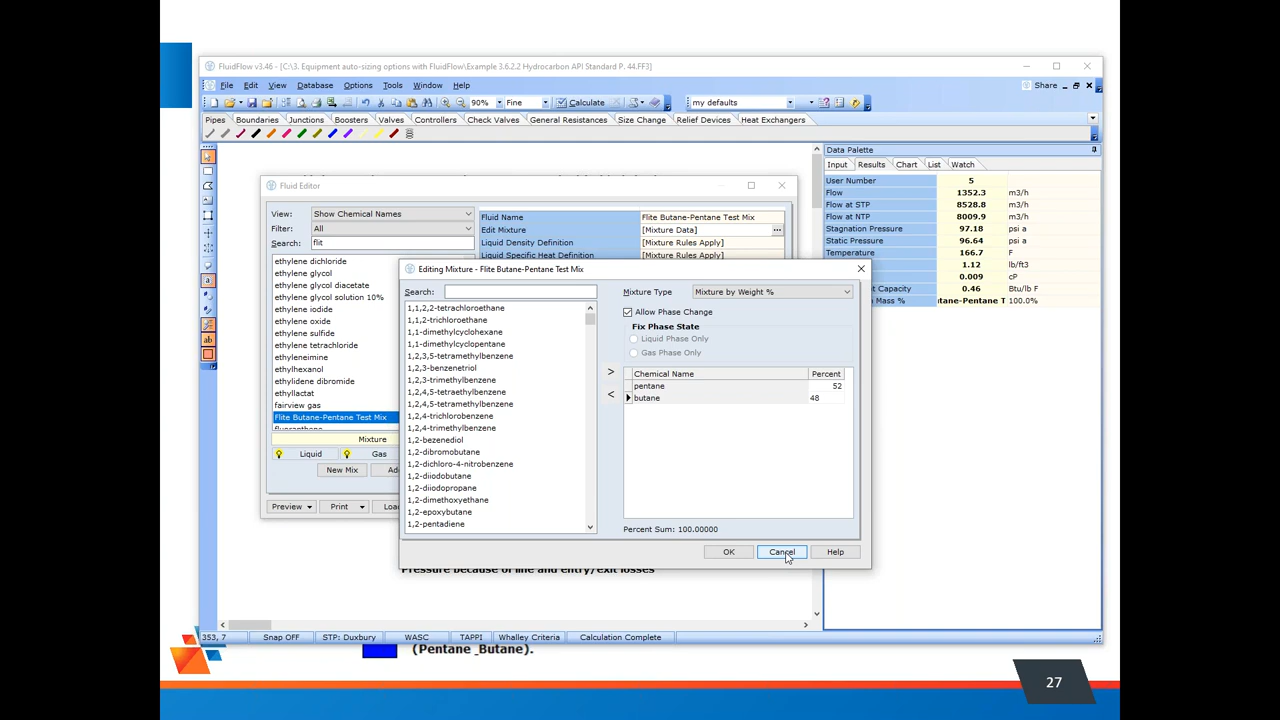 FluidFlow v3.46 - [C:\3. Equipment auto-sizing options with FluidFlow\Example 3.6.2.2 Hydrocarbon API Standard P. 44.FF3]
File Edit View Database Options Tools Window Help Share
90% Fine Calculate my defaults
Pipes Boundaries Junctions Boosters Valves Controllers Check Valves General Resistances Size Change Relief Devices Heat Exchangers
Data Palette
Input Results Chart List Watch
User Number 5
Flow 1352.3 m3/h
Flow at STP 8528.8 m3/h
Flow at NTP 8009.9 m3/h
Stagnation Pressure 97.18 psi a
Static Pressure 96.64 psi a
Temperature 166.7 F
1.12 lb/ft3
0.009 cP
t Capacity 0.46 Btu/lb F
n Mass % utane-Pentane T 100.0%
Fluid Editor
View: Show Chemical Names
Filter: All
Search: flit
ethylene dichloride
ethylene glycol
ethylene glycol diacetate
ethylene glycol solution 10%
ethylene iodide
ethylene oxide
ethylene sulfide
ethylene tetrachloride
ethyleneimine
ethylhexanol
ethylidene dibromide
ethyllactat
fairview gas
Flite Butane-Pentane Test Mix
fluoranthene
Mixture
Liquid Gas
New Mix Ad
Preview Print Loa
Fluid Name Flite Butane-Pentane Test Mix
Edit Mixture [Mixture Data] ...
Liquid Density Definition [Mixture Rules Apply]
Liquid Specific Heat Definition [Mixture Rules Apply]
Editing Mixture - Flite Butane-Pentane Test Mix
Search:
1,1,2,2-tetrachloroethane
1,1,2-trichloroethane
1,1-dimethylcyclohexane
1,1-dimethylcyclopentane
1,2,3,5-tetramethylbenzene
1,2,3-benzenetriol
1,2,3-trimethylbenzene
1,2,4,5-tetraethylbenzene
1,2,4,5-tetramethylbenzene
1,2,4-trichlorobenzene
1,2,4-trimethylbenzene
1,2-bezenediol
1,2-dibromobutane
1,2-dichloro-4-nitrobenzene
1,2-diiodobutane
1,2-diiodopropane
1,2-dimethoxyethane
1,2-epoxybutane
1,2-pentadiene
> 
<
Mixture Type Mixture by Weight %
Allow Phase Change
Fix Phase State
Liquid Phase Only
Gas Phase Only
Chemical Name Percent
pentane 52
butane 48
Percent Sum: 100.00000
OK Cancel Help
Pressure because of line and entry/exit losses
353, 7 Snap OFF STP: Duxbury WASC TAPPI Whalley Criteria Calculation Complete
(Pentane _Butane).
27